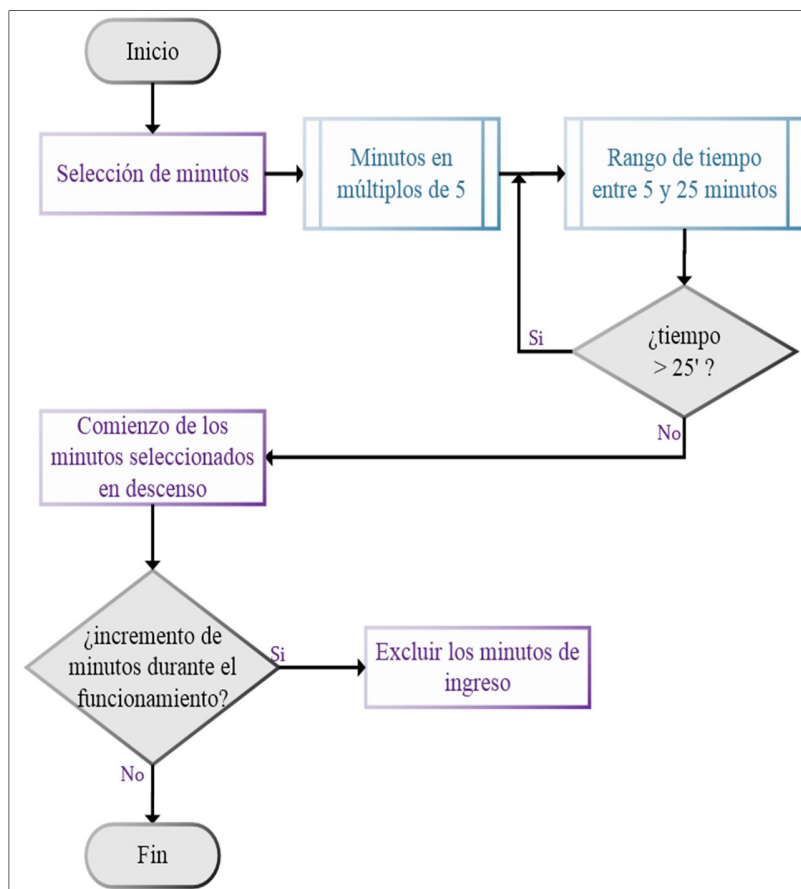 Inicio
Selección de minutos
Minutos en
múltiplos de 5
Rango de tiempo
entre 5 y 25 minutos
¿tiempo
> 25' ?
Si
No
Comienzo de los
minutos seleccionados
en descenso
¿incremento de
minutos durante el
funcionamiento?
Si
Excluir los minutos de
ingreso
No
Fin